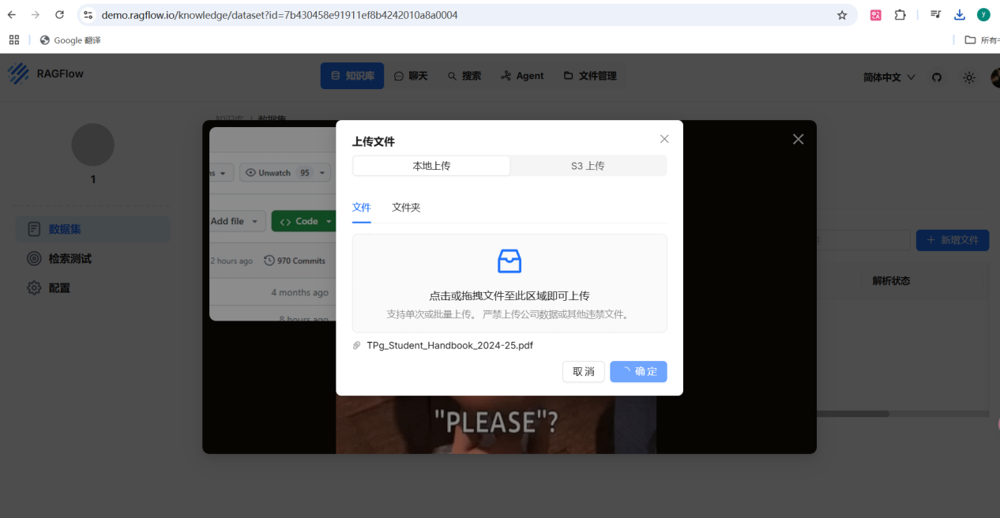 demo.ragflow.io/knowledge/dataset?id=7b430458e91911ef8b4242010a8a0004
y
Google 翻译
所有
RAGFlow
知识库
聊天
搜索
Agent
文件管理
简体中文
知识库 / 数据集
1
数据集
检索测试
配置
Unwatch 95
Add file
Code
2 hours ago
970 Commits
4 months ago
8 hours ago
上传文件
本地上传
S3 上传
文件
文件夹
点击或拖拽文件至此区域即可上传
支持单次或批量上传。 严禁上传公司数据或其他违禁文件。
TPg_Student_Handbook_2024-25.pdf
取 消
确 定
"PLEASE"?
+ 新增文件
解析状态